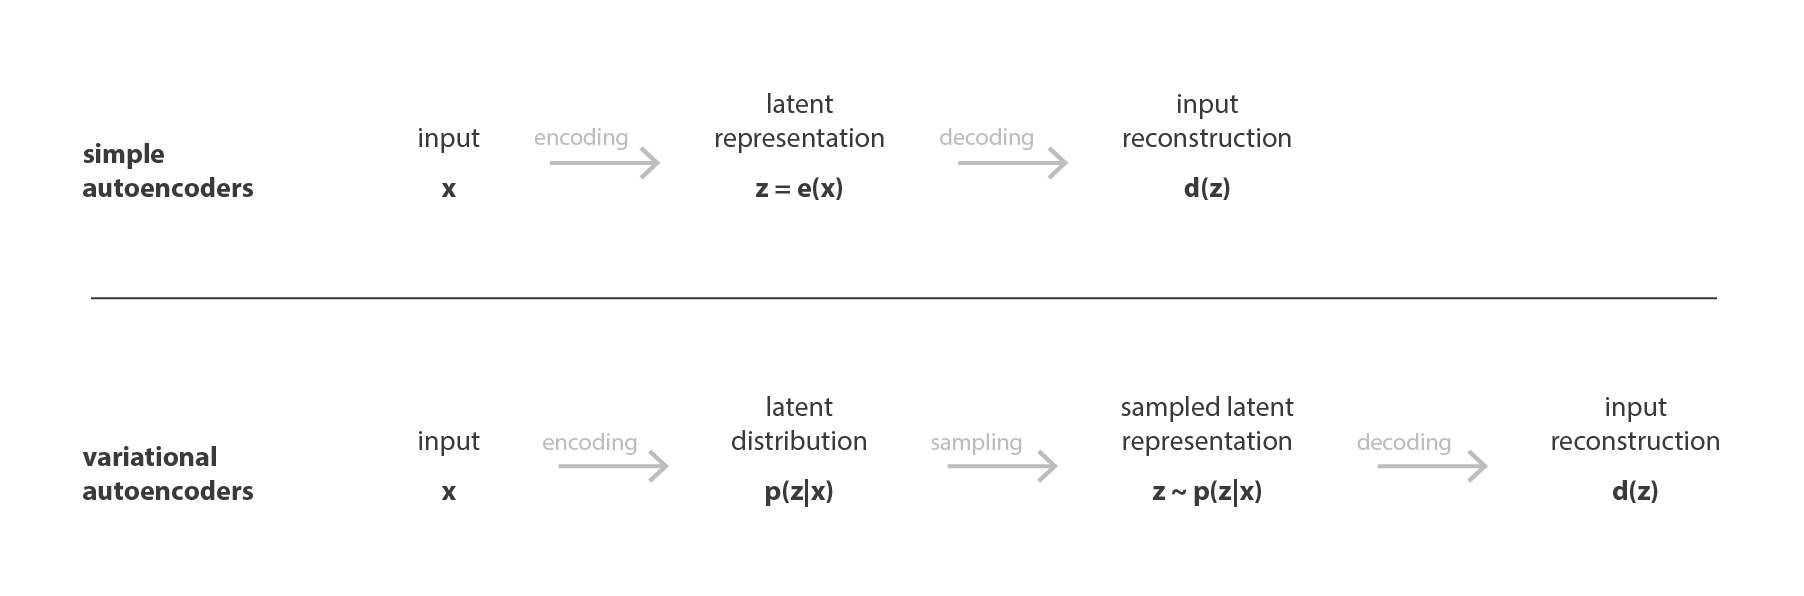 simple
autoencoders
input
x
encoding
latent
representation
z = e(x)
decoding
input
reconstruction
d(z)
variational
autoencoders
input
x
encoding
latent
distribution
p(z|x)
sampling
sampled latent
representation
z ~ p(z|x)
decoding
input
reconstruction
d(z)